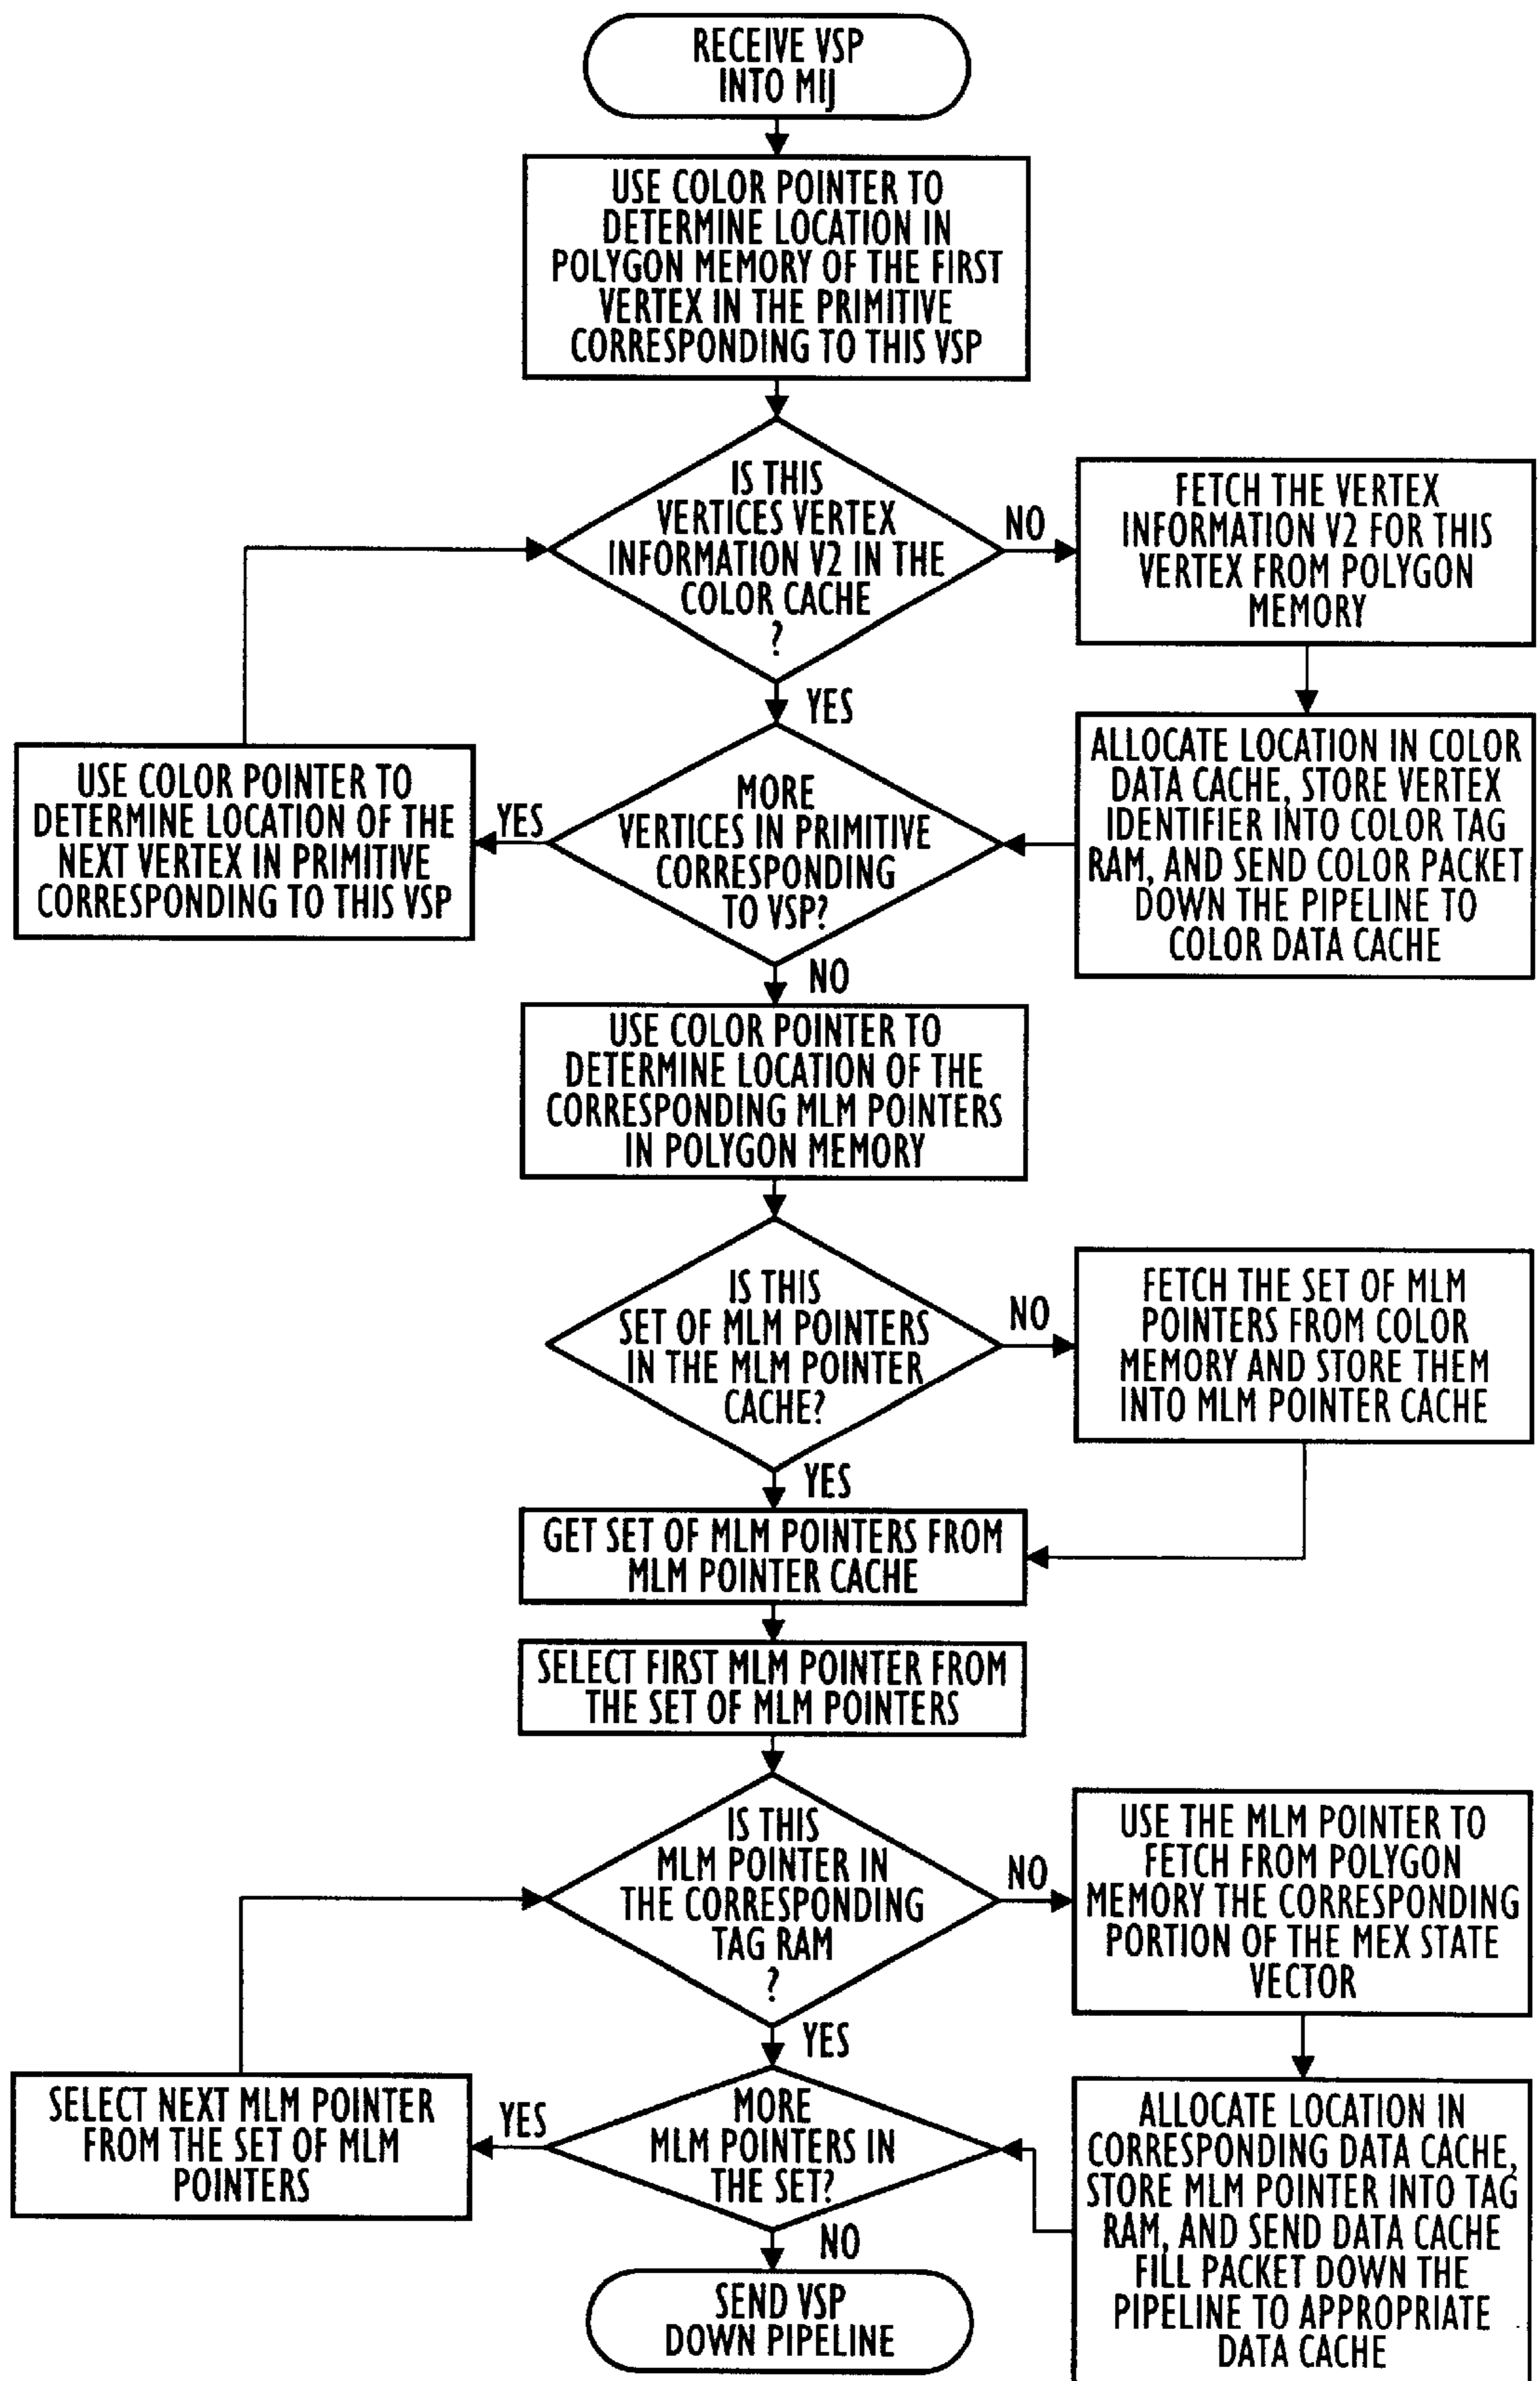 RECEIVE VSP
INTO MIJ
USE COLOR POINTER TO
DETERMINE LOCATION IN
POLYGON MEMORY OF THE FIRST
VERTEX IN THE PRIMITIVE
CORRESPONDING TO THIS VSP
IS THIS
VERTICES VERTEX
INFORMATION V2 IN THE
COLOR CACHE
?
NO
FETCH THE VERTEX
INFORMATION V2 FOR THIS
VERTEX FROM POLYGON
MEMORY
YES
ALLOCATE LOCATION IN COLOR
DATA CACHE, STORE VERTEX
IDENTIFIER INTO COLOR TAG
RAM, AND SEND COLOR PACKET
DOWN THE PIPELINE TO
COLOR DATA CACHE
MORE
VERTICES IN PRIMITIVE
CORRESPONDING
TO VSP?
YES
USE COLOR POINTER TO
DETERMINE LOCATION OF THE
NEXT VERTEX IN PRIMITIVE
CORRESPONDING TO THIS VSP
NO
USE COLOR POINTER TO
DETERMINE LOCATION OF THE
CORRESPONDING MLM POINTERS
IN POLYGON MEMORY
IS THIS
SET OF MLM POINTERS
IN THE MLM POINTER
CACHE?
NO
FETCH THE SET OF MLM
POINTERS FROM COLOR
MEMORY AND STORE THEM
INTO MLM POINTER CACHE
YES
GET SET OF MLM POINTERS FROM
MLM POINTER CACHE
SELECT FIRST MLM POINTER FROM
THE SET OF MLM POINTERS
IS THIS
MLM POINTER IN
THE CORRESPONDING
TAG RAM
?
NO
USE THE MLM POINTER TO
FETCH FROM POLYGON
MEMORY THE CORRESPONDING
PORTION OF THE MEX STATE
VECTOR
YES
ALLOCATE LOCATION IN
CORRESPONDING DATA CACHE,
STORE MLM POINTER INTO TAG
RAM, AND SEND DATA CACHE
FILL PACKET DOWN THE
PIPELINE TO APPROPRIATE
DATA CACHE
MORE
MLM POINTERS IN
THE SET?
YES
SELECT NEXT MLM POINTER
FROM THE SET OF MLM
POINTERS
NO
SEND VSP
DOWN PIPELINE